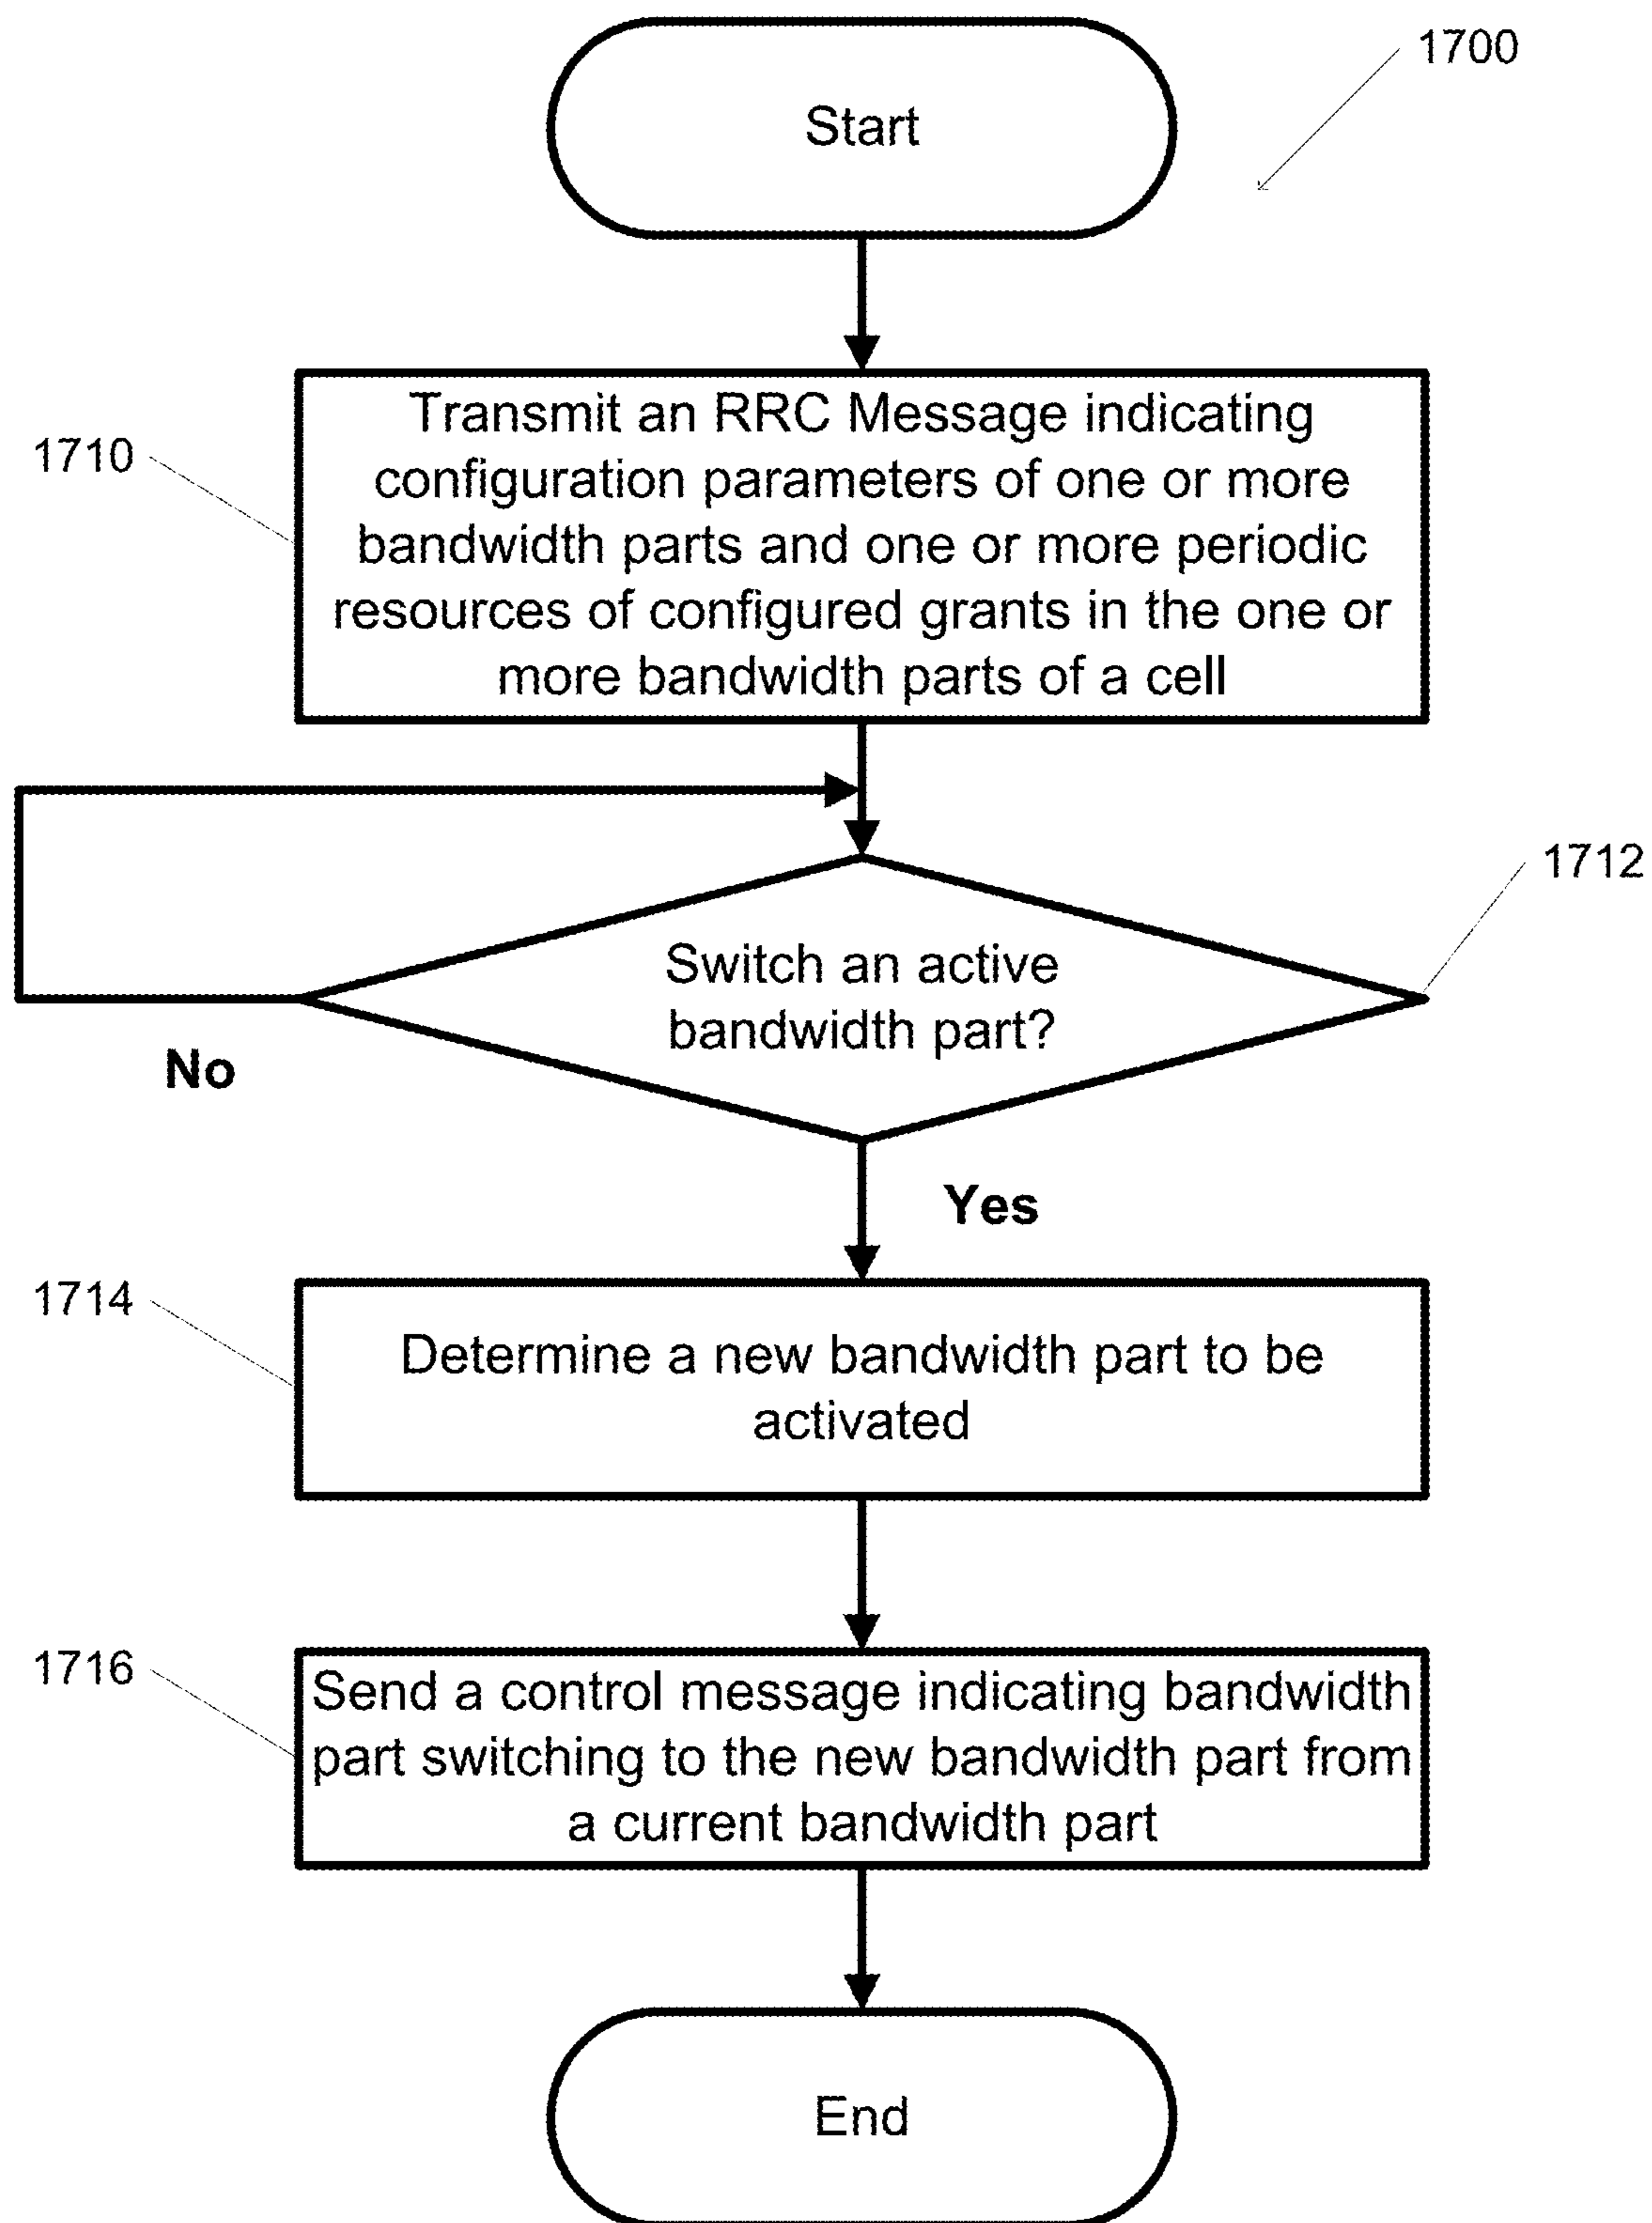 1700
Start
1710
Transmit an RRC Message indicating
configuration parameters of one or more
bandwidth parts and one or more periodic
resources of configured grants in the one or
more bandwidth parts of a cell
1712
Switch an active
bandwidth part?
No
Yes
1714
Determine a new bandwidth part to be
activated
1716
Send a control message indicating bandwidth
part switching to the new bandwidth part from
a current bandwidth part
End